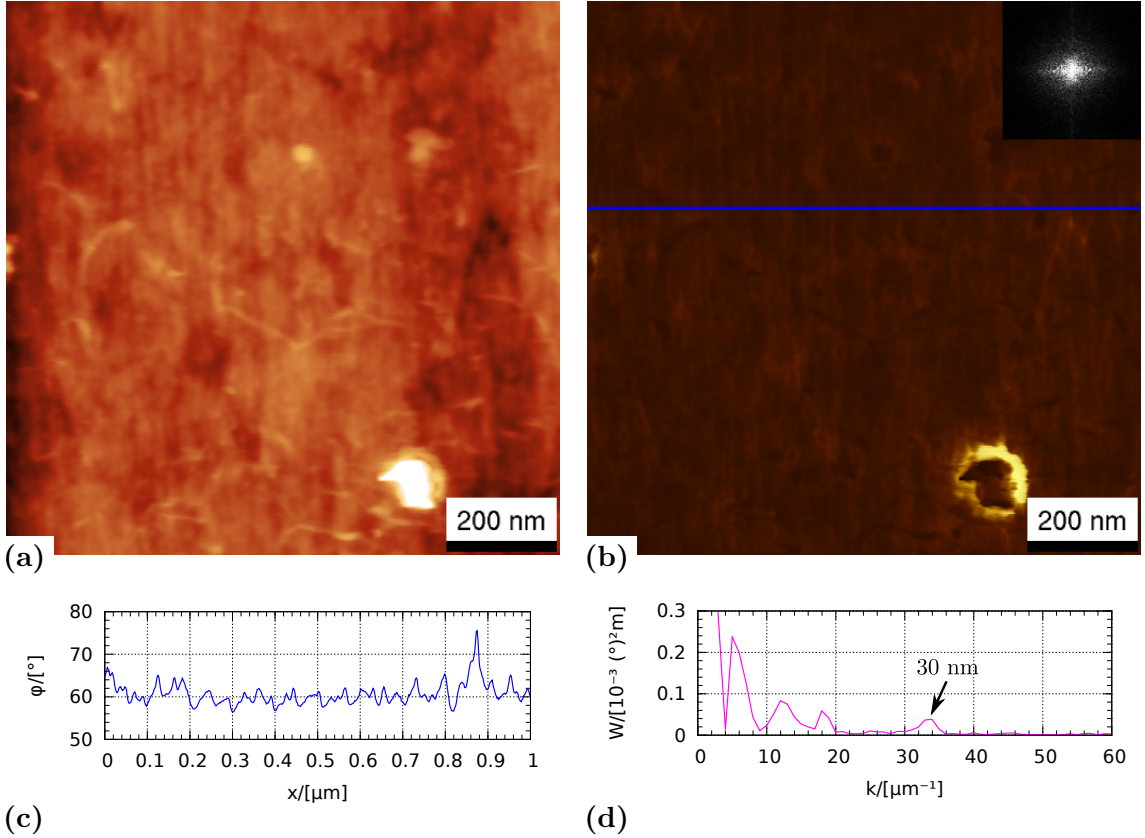 200 nm
200 nm
(a)
(b)
80
70
60
50
φ/[°]
0 0.1 0.2 0.3 0.4 0.5 0.6 0.7 0.8 0.9 1
x/[μm]
(c)
0.3
0.2
0.1
0
W/[10⁻³ (°)²m]
30 nm
0 10 20 30 40 50 60
k/[μm⁻¹]
(d)